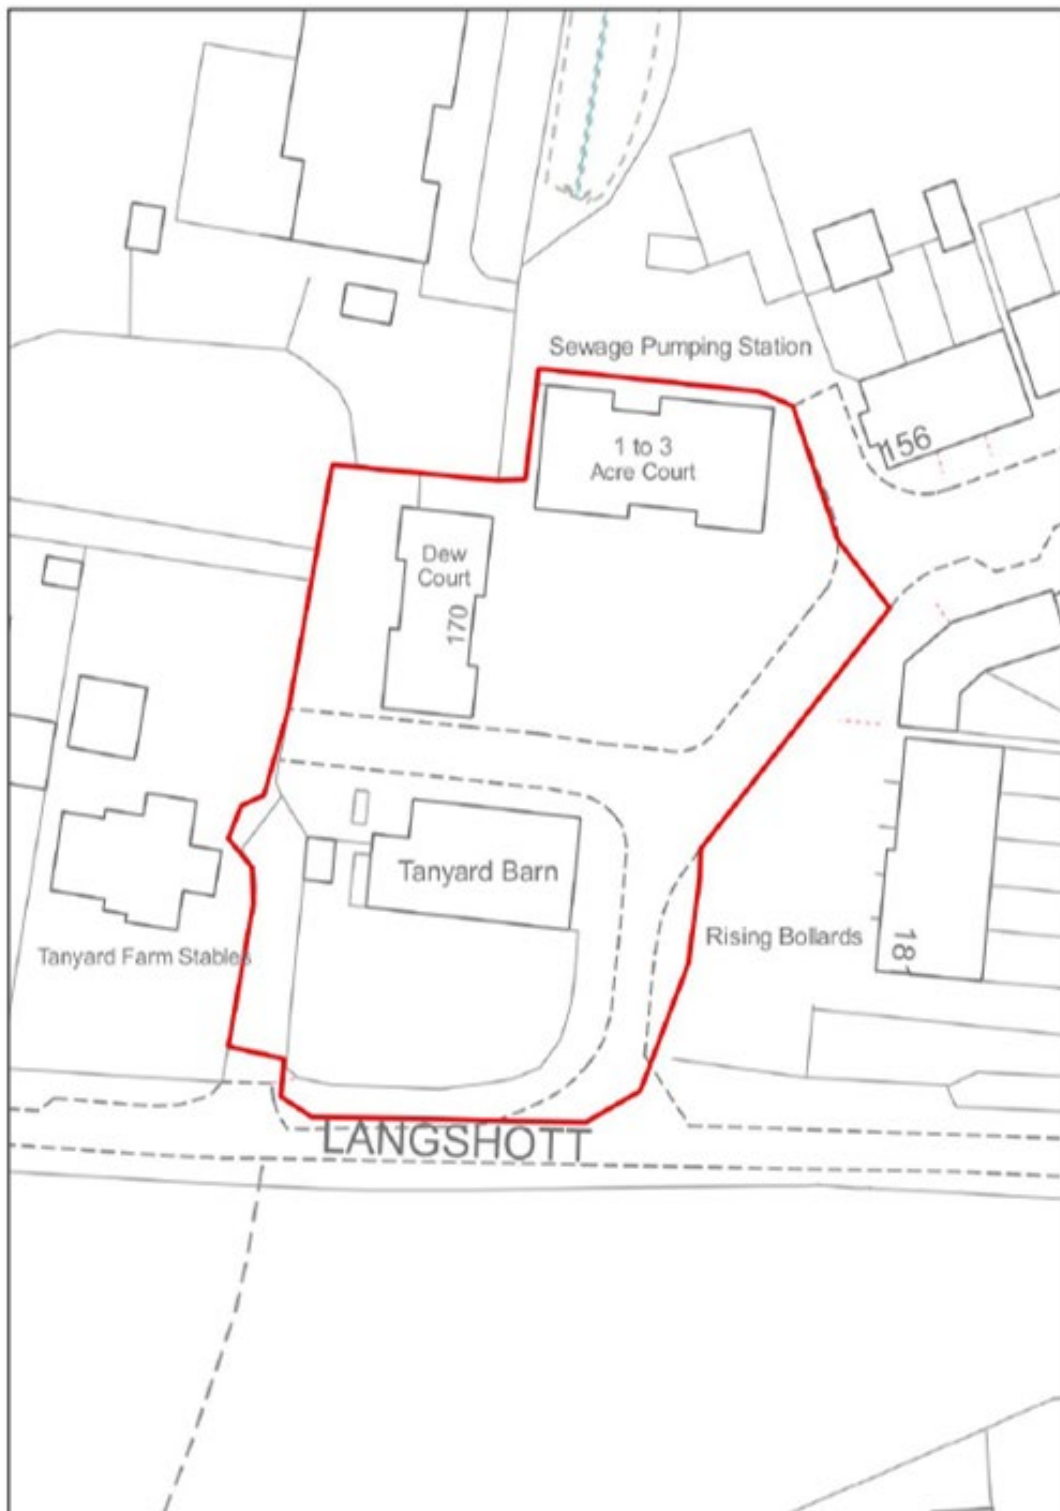 Sewage Pumping Station
1 to 3
Acre Court
156
Dew
Court
170
Tanyard Barn
Tanyard Farm Stables
Rising Bollards
181
LANGSHOTT